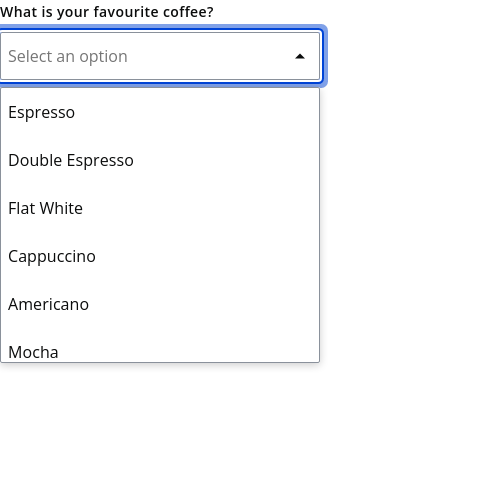 What is your favourite coffee?
Select an option
Espresso
Double Espresso
Flat White
Cappuccino
Americano
Mocha